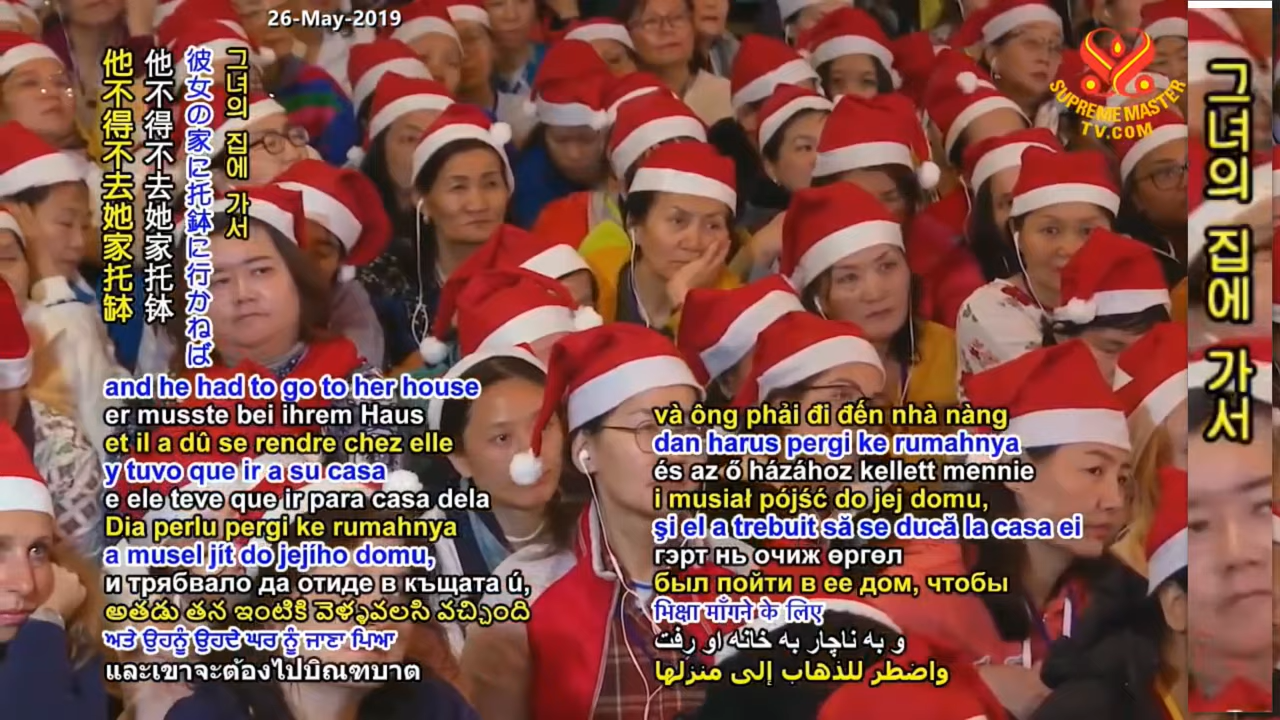 26-May-2019
SUPREME MASTER
TV.COM
그녀의 집에 가서
彼女の家に托鉢に行かねば
他不得不去她家托钵
他不得不去她家托缽
그녀의 집에 가서
and he had to go to her house
er musste bei ihrem Haus
et il a dû se rendre chez elle
y tuvo que ir a su casa
e ele teve que ir para casa dela
Dia perlu pergi ke rumahnya
a musel jít do jejího domu,
и трябвало да отиде в къщата ú,
అతడు తన ఇంటికి వెళ్ళవలసి వచ్చింది
ਅਤੇ ਉਹਨੂੰ ਉਹਦੇ ਘਰ ਨੂੰ ਜਾਣਾ ਪਿਆ
และเขาจะต้องไปบิณฑบาต
và ông phải đi đến nhà nàng
dan harus pergi ke rumahnya
és az ő házához kellett mennie
i musiał pójść do jej domu,
şi el a trebuit să se ducă la casa ei
гэрт нь очиж өргөл
был пойти в ее дом, чтобы
भिक्षा माँगने के लिए
و به ناچار به خانه او رفت
واضطر للذهاب إلى منزلها